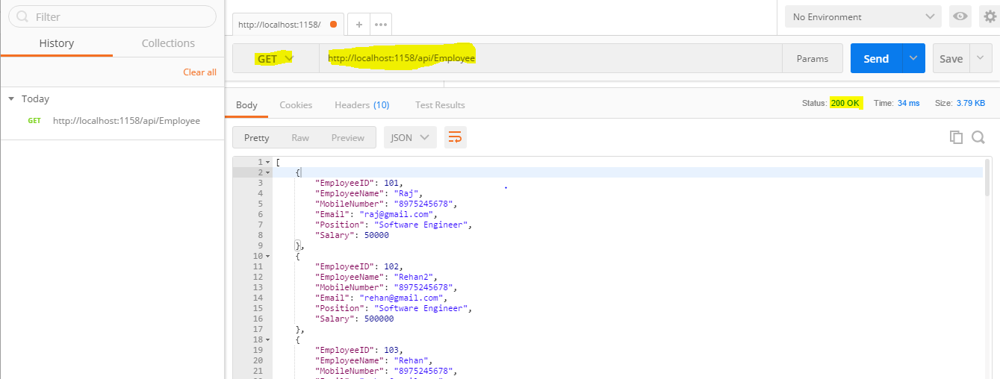 Filter
History Collections
Clear all
Today
GET http://localhost:1158/api/Employee
http://localhost:1158/
No Environment
GET http://localhost:1158/api/Employee Params Send Save
Body Cookies Headers (10) Test Results Status: 200 OK Time: 34 ms Size: 3.79 KB
Pretty Raw Preview JSON
1 [
2 {
3 "EmployeeID": 101,
4 "EmployeeName": "Raj",
5 "MobileNumber": "8975245678",
6 "Email": "raj@gmail.com",
7 "Position": "Software Engineer",
8 "Salary": 50000
9 },
10 {
11 "EmployeeID": 102,
12 "EmployeeName": "Rehan2",
13 "MobileNumber": "8975245678",
14 "Email": "rehan@gmail.com",
15 "Position": "Software Engineer",
16 "Salary": 500000
17 },
18 {
19 "EmployeeID": 103,
20 "EmployeeName": "Rehan",
21 "MobileNumber": "8975245678",